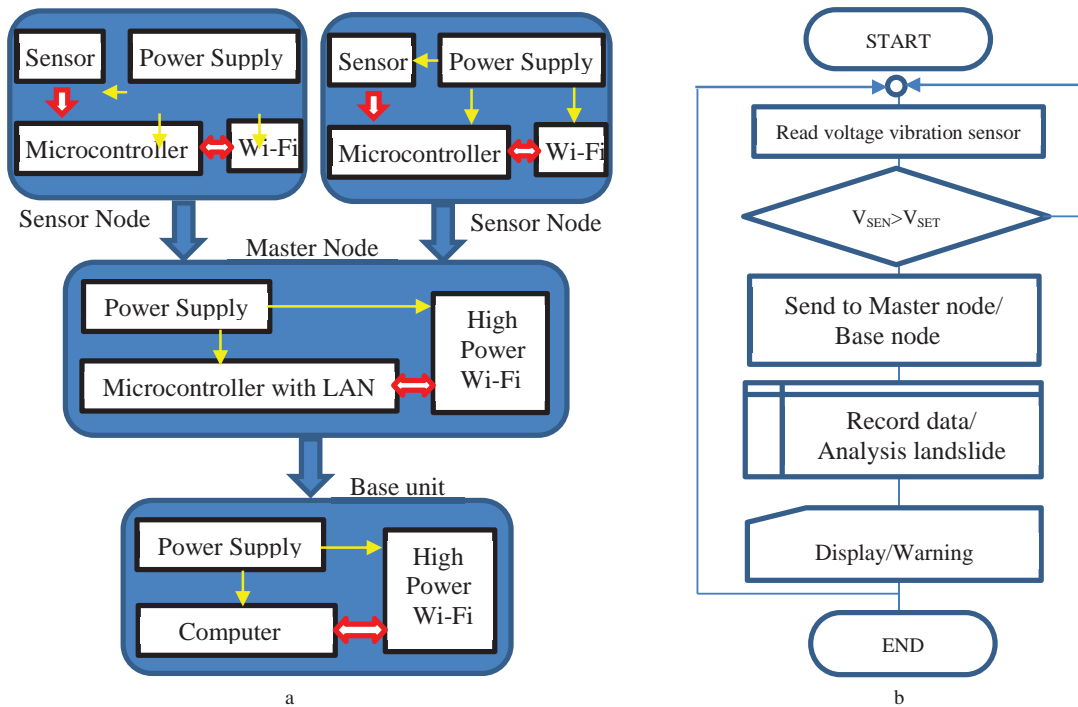 Sensor
Power Supply
Microcontroller
Wi-Fi
Sensor
Power Supply
Microcontroller
Wi-Fi
Sensor Node
Sensor Node
Master Node
Power Supply
High
Power
Wi-Fi
Microcontroller with LAN
Base unit
Power Supply
High
Power
Wi-Fi
Computer
a
START
Read voltage vibration sensor
V_SEN>V_SET
Send to Master node/
Base node
Record data/
Analysis landslide
Display/Warning
END
b